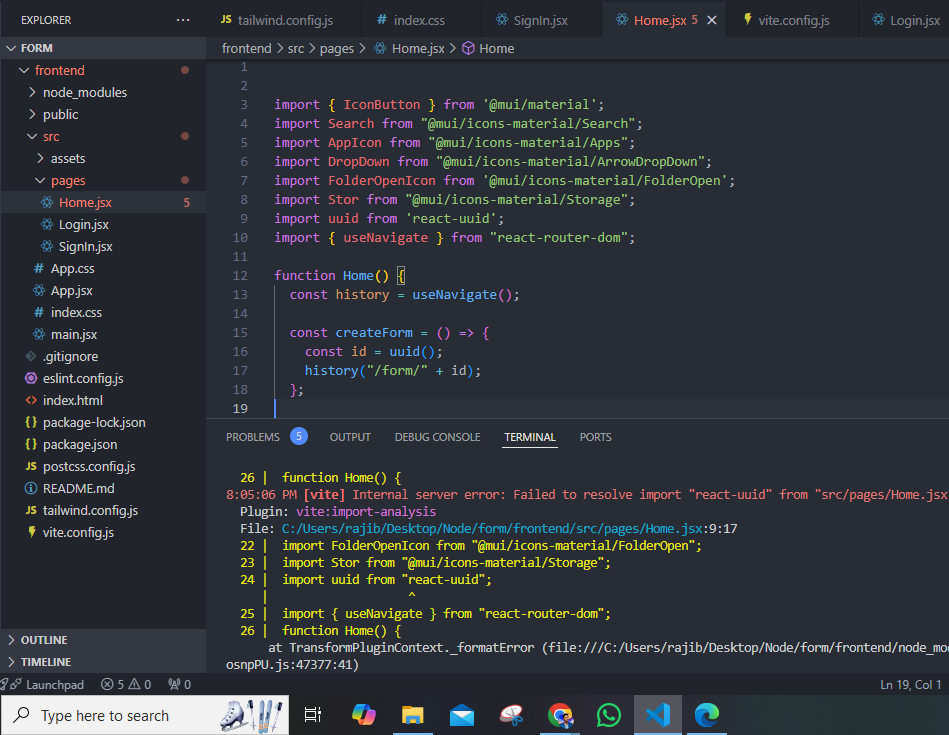 EXPLORER
···
JS tailwind.config.js
# index.css
SignIn.jsx
Home.jsx 5
vite.config.js
Login.jsx
FORM
frontend > src > pages > Home.jsx > Home
frontend
node_modules
public
src
assets
pages
Home.jsx 5
Login.jsx
SignIn.jsx
# App.css
App.jsx
# index.css
main.jsx
.gitignore
eslint.config.js
<> index.html
{} package-lock.json
{} package.json
JS postcss.config.js
README.md
JS tailwind.config.js
vite.config.js
OUTLINE
TIMELINE
1
2
3 import { IconButton } from '@mui/material';
4 import Search from "@mui/icons-material/Search";
5 import AppIcon from "@mui/icons-material/Apps";
6 import DropDown from "@mui/icons-material/ArrowDropDown";
7 import FolderOpenIcon from '@mui/icons-material/FolderOpen';
8 import Stor from "@mui/icons-material/Storage";
9 import uuid from 'react-uuid';
10 import { useNavigate } from "react-router-dom";
11
12 function Home() {
13 const history = useNavigate();
14
15 const createForm = () => {
16 const id = uuid();
17 history("/form/" + id);
18 };
19
PROBLEMS 5 OUTPUT DEBUG CONSOLE TERMINAL PORTS
26 | function Home() {
8:05:06 PM [vite] Internal server error: Failed to resolve import "react-uuid" from "src/pages/Home.jsx
Plugin: vite:import-analysis
File: C:/Users/rajib/Desktop/Node/form/frontend/src/pages/Home.jsx:9:17
22 | import FolderOpenIcon from "@mui/icons-material/FolderOpen";
23 | import Stor from "@mui/icons-material/Storage";
24 | import uuid from "react-uuid";
| ^
25 | import { useNavigate } from "react-router-dom";
26 | function Home() {
at TransformPluginContext._formatError (file:///C:/Users/rajib/Desktop/Node/form/frontend/node_mo
osnpPU.js:47377:41)
Launchpad 5 0 0
Ln 19, Col 1
Type here to search